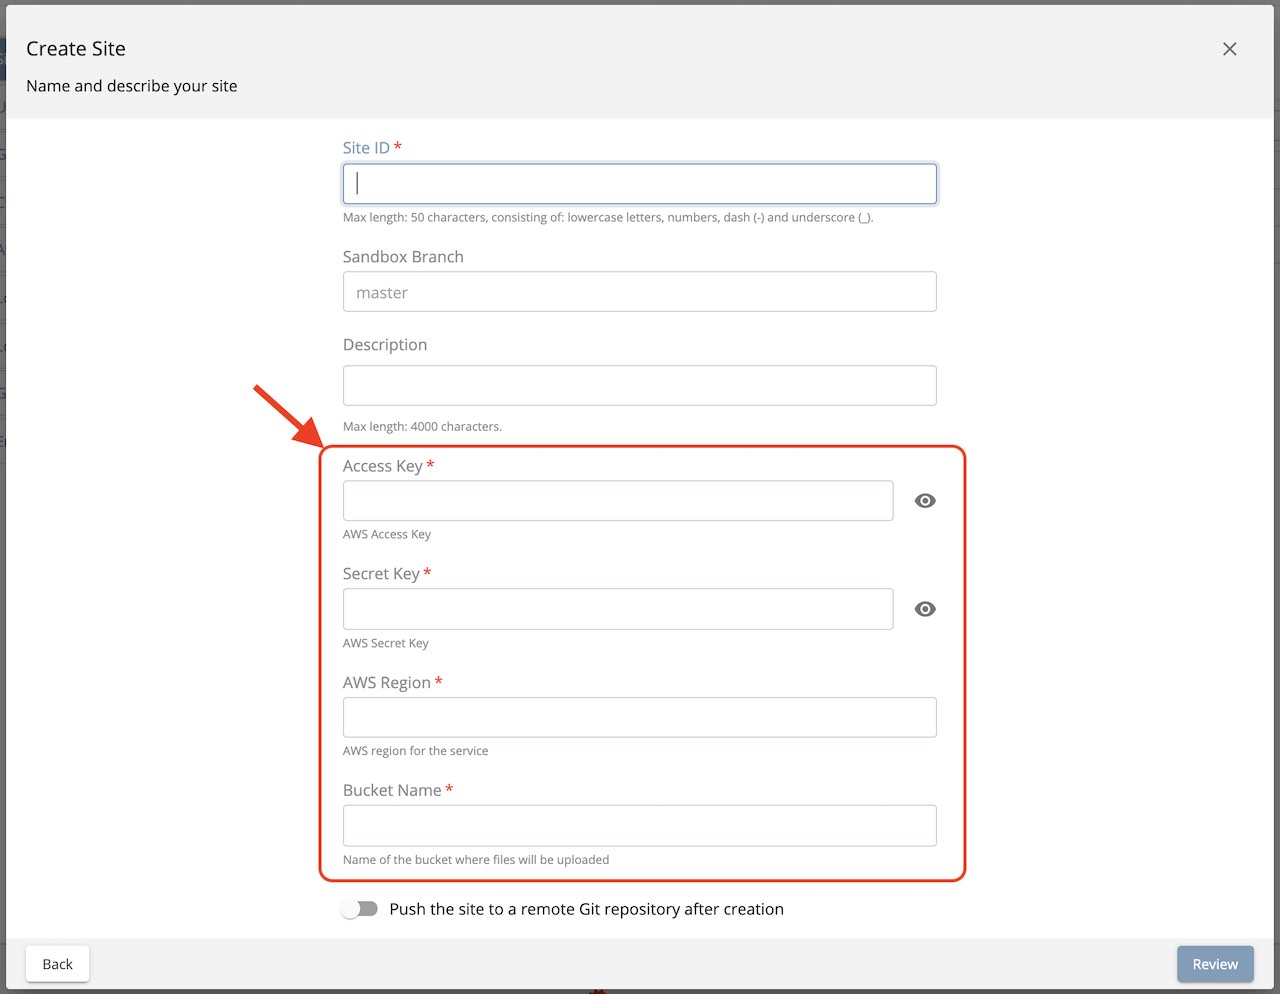 Create Site
Name and describe your site
Site ID *
Max length: 50 characters, consisting of: lowercase letters, numbers, dash (-) and underscore (_).
Sandbox Branch
master
Description
Max length: 4000 characters.
Access Key *
AWS Access Key
Secret Key *
AWS Secret Key
AWS Region *
AWS region for the service
Bucket Name *
Name of the bucket where files will be uploaded
Push the site to a remote Git repository after creation
Back
Review